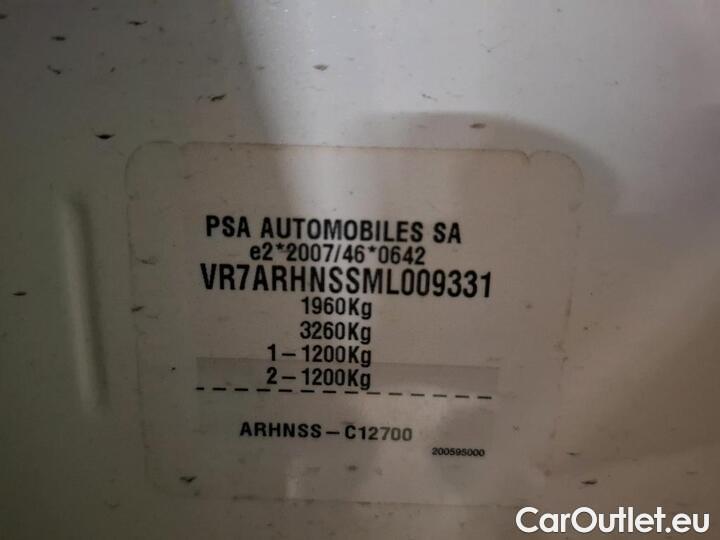 PSA AUTOMOBILES SA
e2*2007/46*0642
VR7ARHNSSML009331
1960Kg
3260Kg
1-1200Kg
2-1200Kg
ARHNSS-C12700
200595000
CarOutlet.eu